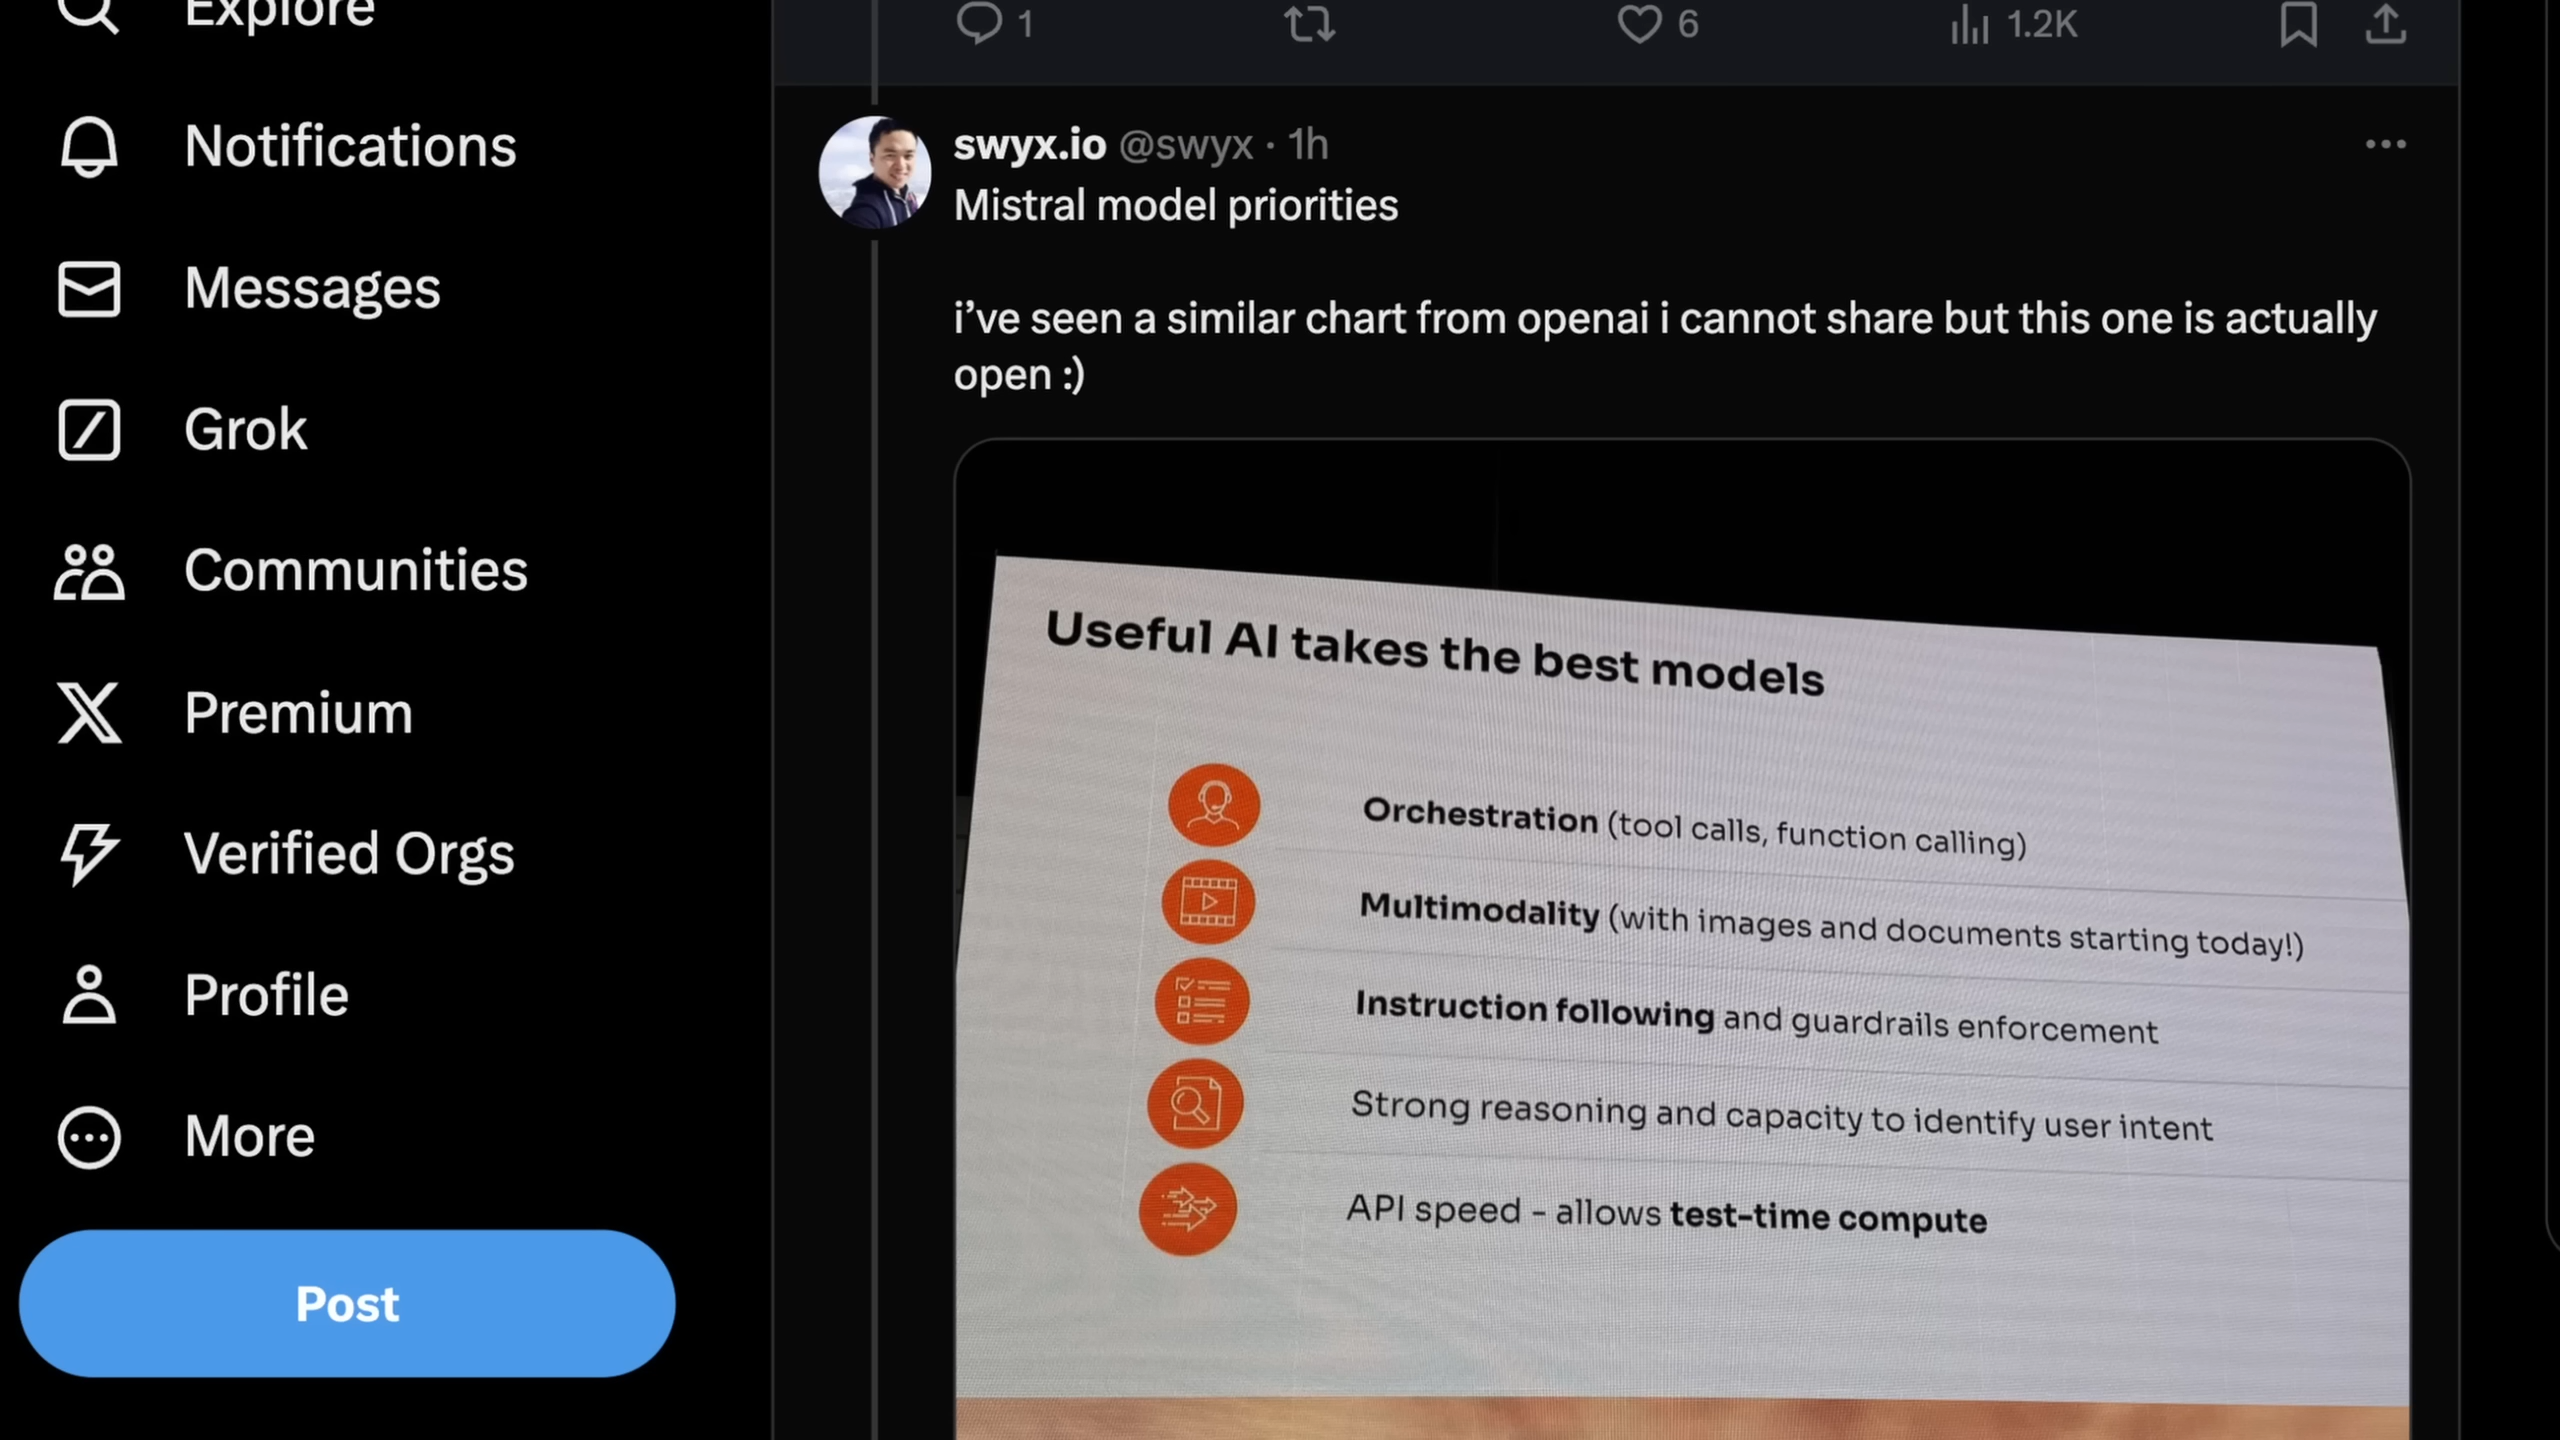 Explore
Notifications
Messages
Grok
Communities
Premium
Verified Orgs
Profile
More
Post
1
6
1.2K
swyx.io @swyx · 1h
Mistral model priorities
i’ve seen a similar chart from openai i cannot share but this one is actually
open :)
Useful AI takes the best models
Orchestration (tool calls, function calling)
Multimodality (with images and documents starting today!)
Instruction following and guardrails enforcement
Strong reasoning and capacity to identify user intent
API speed - allows test-time compute